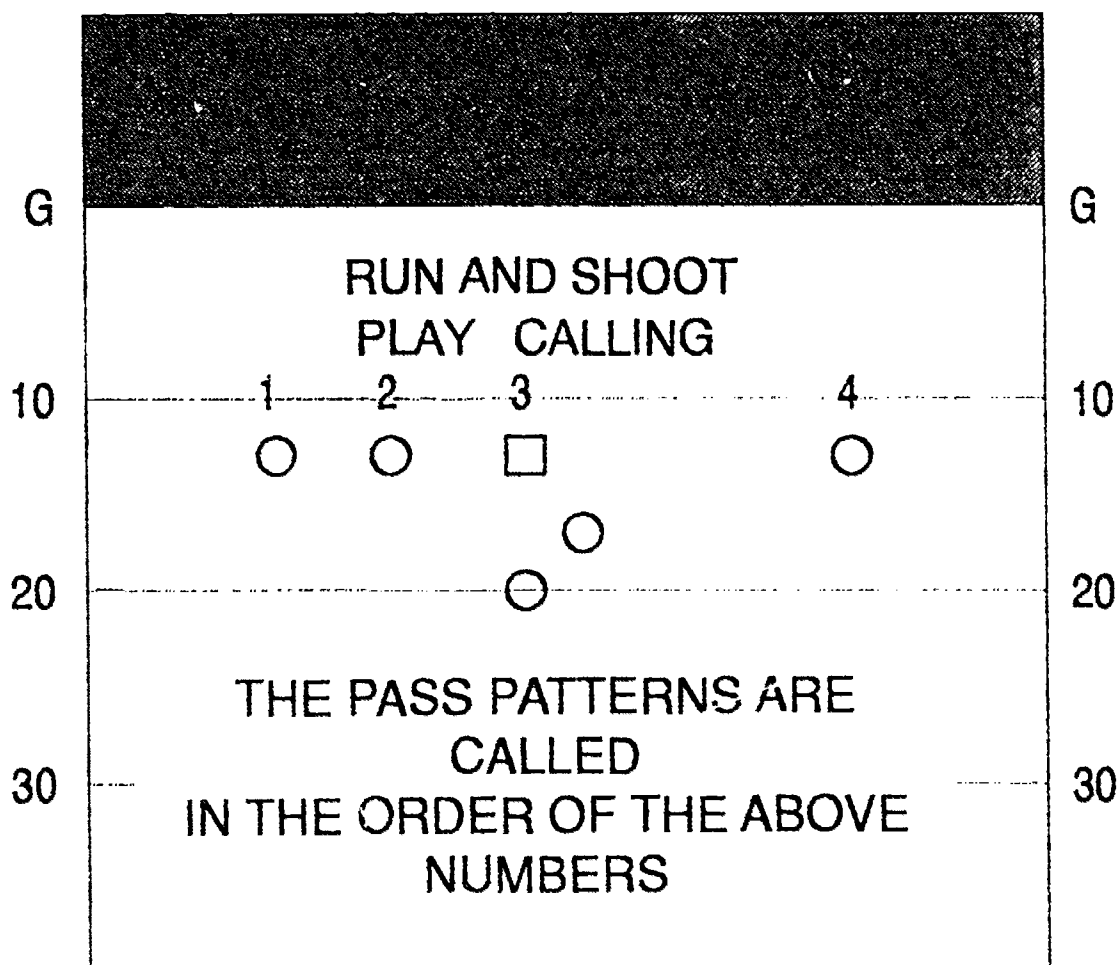 G G
RUN AND SHOOT
PLAY CALLING
1 2 3 4
10 10
20 20
THE PASS PATTERNS ARE
CALLED
30 30
IN THE ORDER OF THE ABOVE
NUMBERS